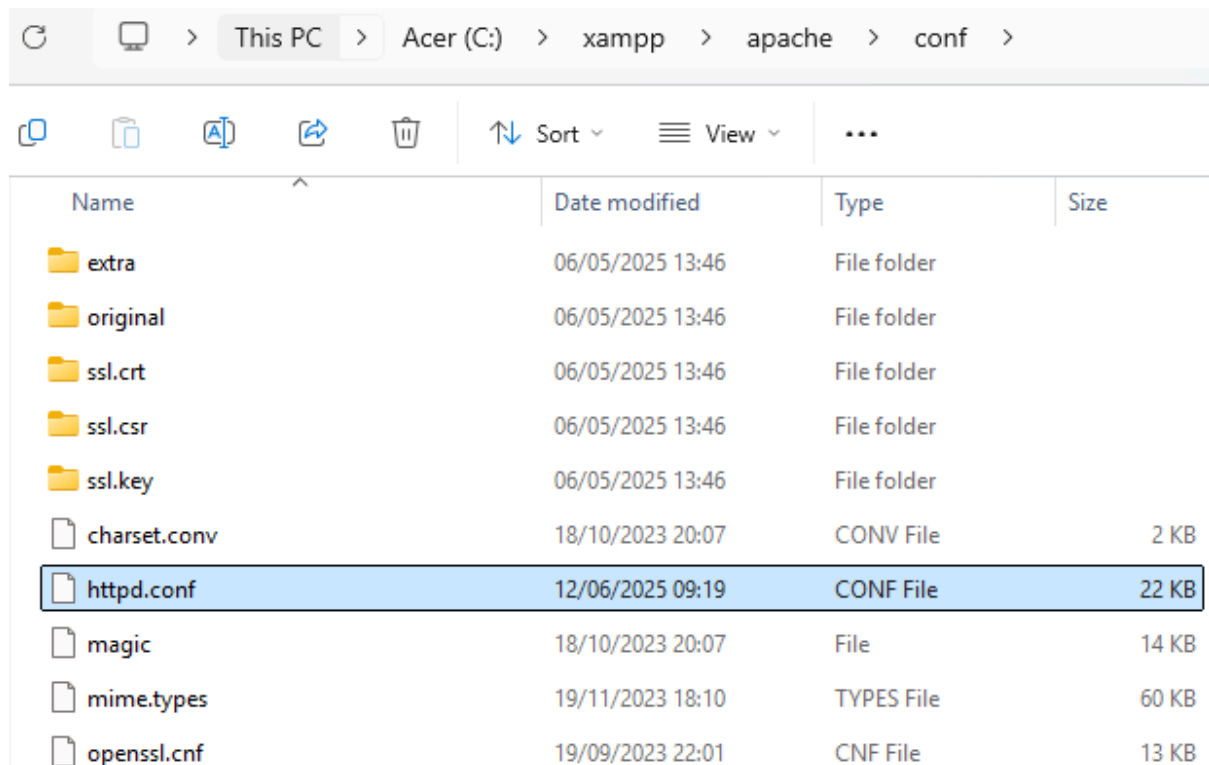 This PC > Acer (C:) > xampp > apache > conf >
Sort View ...
Name Date modified Type Size
extra 06/05/2025 13:46 File folder
original 06/05/2025 13:46 File folder
ssl.crt 06/05/2025 13:46 File folder
ssl.csr 06/05/2025 13:46 File folder
ssl.key 06/05/2025 13:46 File folder
charset.conv 18/10/2023 20:07 CONV File 2 KB
httpd.conf 12/06/2025 09:19 CONF File 22 KB
magic 18/10/2023 20:07 File 14 KB
mime.types 19/11/2023 18:10 TYPES File 60 KB
openssl.cnf 19/09/2023 22:01 CNF File 13 KB